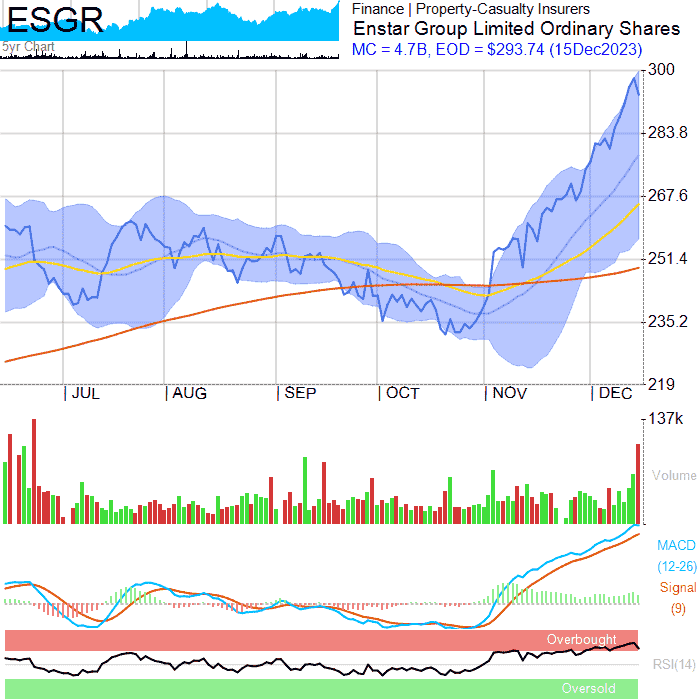 ESGR
5yr Chart
Finance | Property-Casualty Insurers
Enstar Group Limited Ordinary Shares
MC = 4.7B, EOD = $293.74 (15Dec2023)
300
283.8
267.6
251.4
235.2
219
JUL AUG SEP OCT NOV DEC
137k
Volume
MACD
(12-26)
Signal
(9)
Overbought
RSI(14)
Oversold